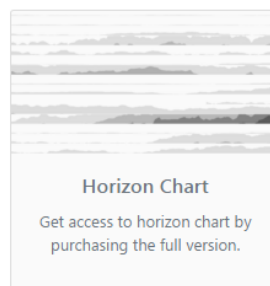 Horizon Chart
Get access to horizon chart by
purchasing the full version.